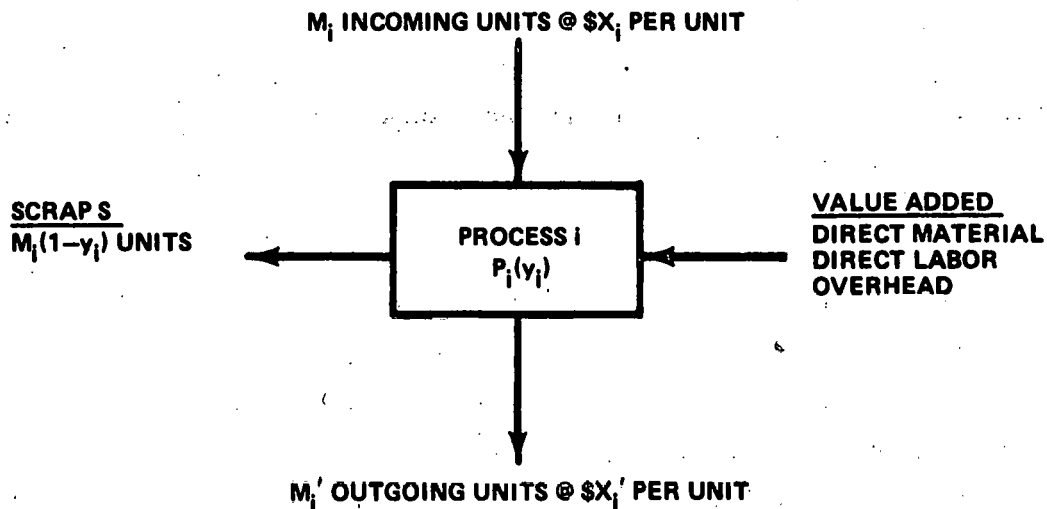 Mᵢ INCOMING UNITS @ $Xᵢ PER UNIT
SCRAP S
Mᵢ(1–yᵢ) UNITS
PROCESS i
Pᵢ(yᵢ)
VALUE ADDED
DIRECT MATERIAL
DIRECT LABOR
OVERHEAD
Mᵢ' OUTGOING UNITS @ $Xᵢ' PER UNIT